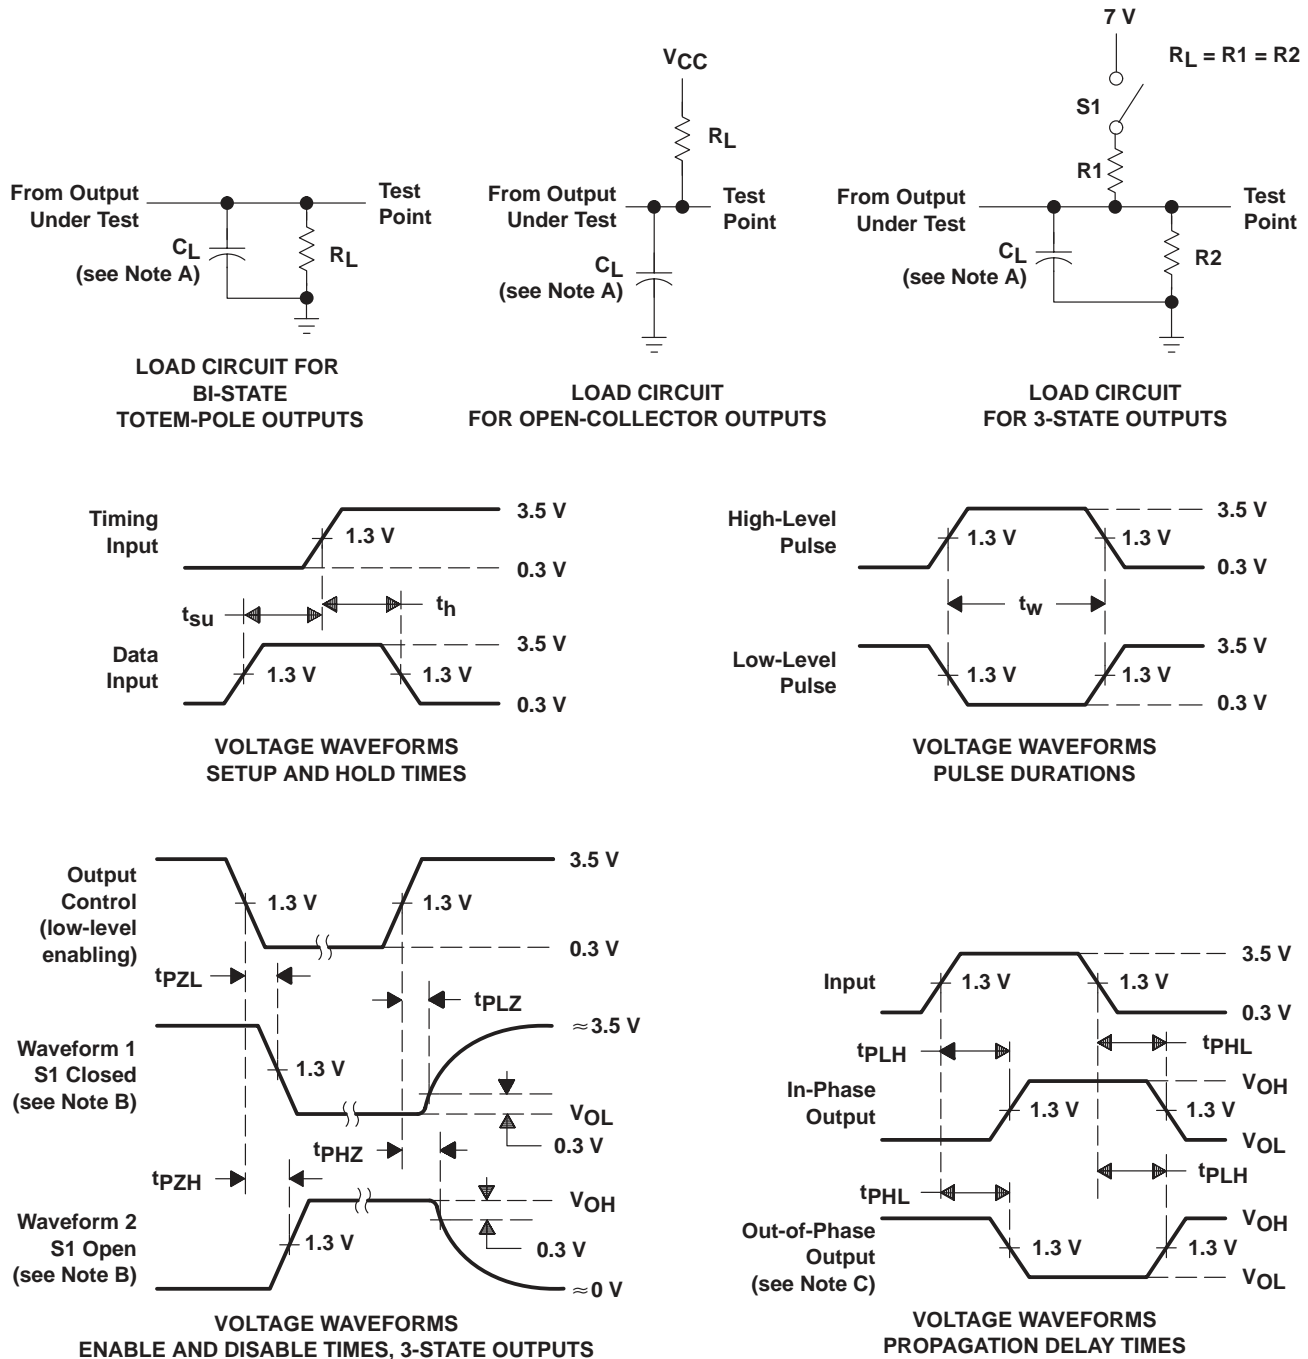 From Output
Under Test
Test
Point
CL
(see Note A)
RL
LOAD CIRCUIT FOR
BI-STATE
TOTEM-POLE OUTPUTS
VCC
RL
From Output
Under Test
Test
Point
CL
(see Note A)
LOAD CIRCUIT
FOR OPEN-COLLECTOR OUTPUTS
7 V
RL = R1 = R2
S1
R1
From Output
Under Test
Test
Point
CL
(see Note A)
R2
LOAD CIRCUIT
FOR 3-STATE OUTPUTS
Timing
Input
3.5 V
1.3 V
0.3 V
tsu
th
Data
Input
3.5 V
1.3 V
1.3 V
0.3 V
VOLTAGE WAVEFORMS
SETUP AND HOLD TIMES
High-Level
Pulse
3.5 V
1.3 V
1.3 V
0.3 V
tw
Low-Level
Pulse
3.5 V
1.3 V
1.3 V
0.3 V
VOLTAGE WAVEFORMS
PULSE DURATIONS
Output
Control
(low-level
enabling)
3.5 V
1.3 V
1.3 V
0.3 V
tPZL
tPLZ
Waveform 1
S1 Closed
(see Note B)
≈3.5 V
1.3 V
VOL
0.3 V
tPHZ
tPZH
Waveform 2
S1 Open
(see Note B)
VOH
1.3 V
0.3 V
≈0 V
VOLTAGE WAVEFORMS
ENABLE AND DISABLE TIMES, 3-STATE OUTPUTS
Input
3.5 V
1.3 V
1.3 V
0.3 V
tPLH
tPHL
In-Phase
Output
VOH
1.3 V
1.3 V
VOL
tPHL
tPLH
Out-of-Phase
Output
(see Note C)
VOH
1.3 V
1.3 V
VOL
VOLTAGE WAVEFORMS
PROPAGATION DELAY TIMES